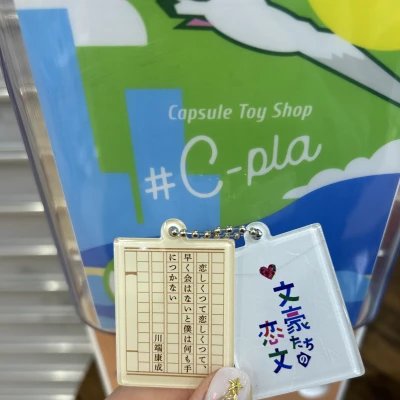 Capsule Toy Shop
#C-pla
恋しくつて恋しくつて、
早く会はないと僕は何も手
につかない
川端康成
文豪たちの
恋文